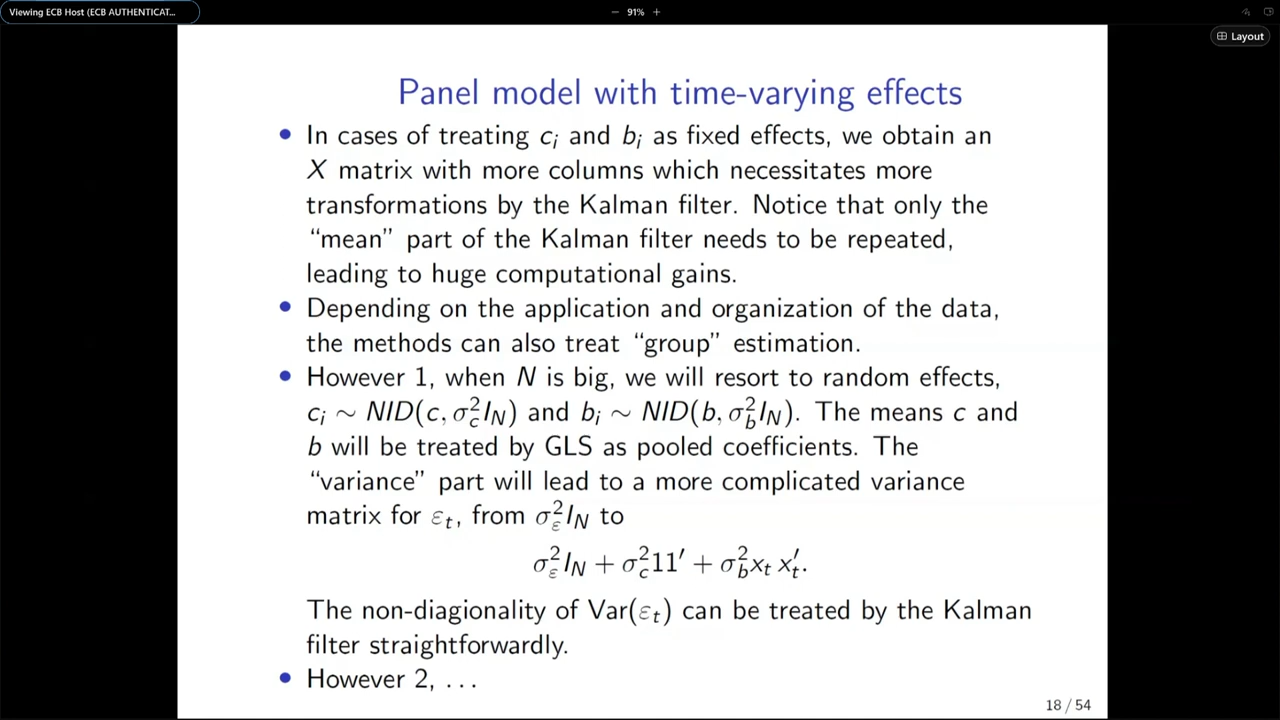 Viewing ECB Host (ECB AUTHENTICAT...
− 91% +
Layout
Panel model with time-varying effects
• In cases of treating cᵢ and bᵢ as fixed effects, we obtain an
X matrix with more columns which necessitates more
transformations by the Kalman filter. Notice that only the
“mean” part of the Kalman filter needs to be repeated,
leading to huge computational gains.
• Depending on the application and organization of the data,
the methods can also treat “group” estimation.
• However 1, when N is big, we will resort to random effects,
cᵢ ∼ NID(c, σ²_c I_N) and bᵢ ∼ NID(b, σ²_b I_N). The means c and
b will be treated by GLS as pooled coefficients. The
“variance” part will lead to a more complicated variance
matrix for ε_t, from σ²_ε I_N to
σ²_ε I_N + σ²_c 11′ + σ²_b x_t x′_t.
The non-diagionality of Var(ε_t) can be treated by the Kalman
filter straightforwardly.
• However 2, . . .
18 / 54